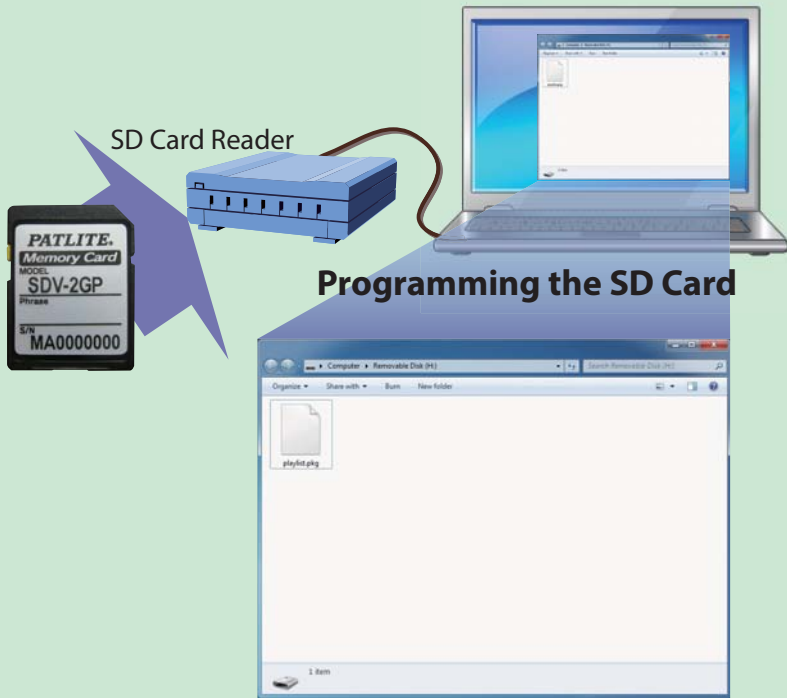 SD Card Reader
PATLITE.
Memory Card
MODEL
SDV-2GP
Phrase
S/N
MA0000000
Programming the SD Card
Computer Removable Disk (H:)
Search Removable Disk (H:)
Organize Share with Burn New folder
playlist.pkg
1 item